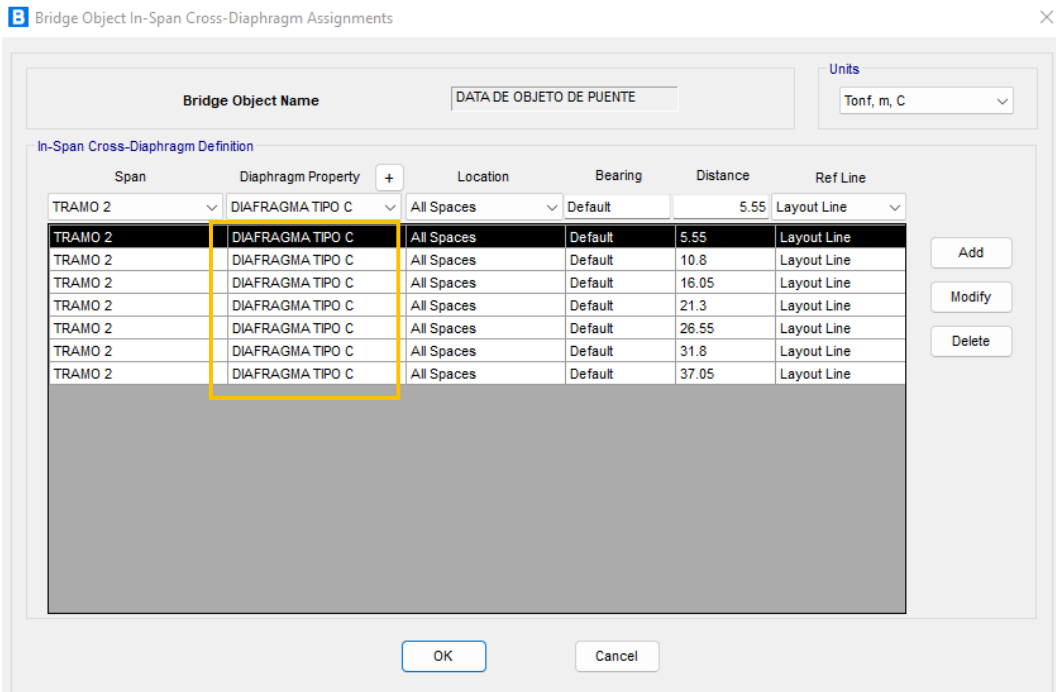 B Bridge Object In-Span Cross-Diaphragm Assignments
Units
Bridge Object Name DATA DE OBJETO DE PUENTE Tonf, m, C
In-Span Cross-Diaphragm Definition
Span Diaphragm Property + Location Bearing Distance Ref Line
TRAMO 2 DIAFRAGMA TIPO C All Spaces Default 5.55 Layout Line
TRAMO 2 DIAFRAGMA TIPO C All Spaces Default 5.55 Layout Line
TRAMO 2 DIAFRAGMA TIPO C All Spaces Default 10.8 Layout Line
TRAMO 2 DIAFRAGMA TIPO C All Spaces Default 16.05 Layout Line
TRAMO 2 DIAFRAGMA TIPO C All Spaces Default 21.3 Layout Line
TRAMO 2 DIAFRAGMA TIPO C All Spaces Default 26.55 Layout Line
TRAMO 2 DIAFRAGMA TIPO C All Spaces Default 31.8 Layout Line
TRAMO 2 DIAFRAGMA TIPO C All Spaces Default 37.05 Layout Line
Add
Modify
Delete
OK Cancel